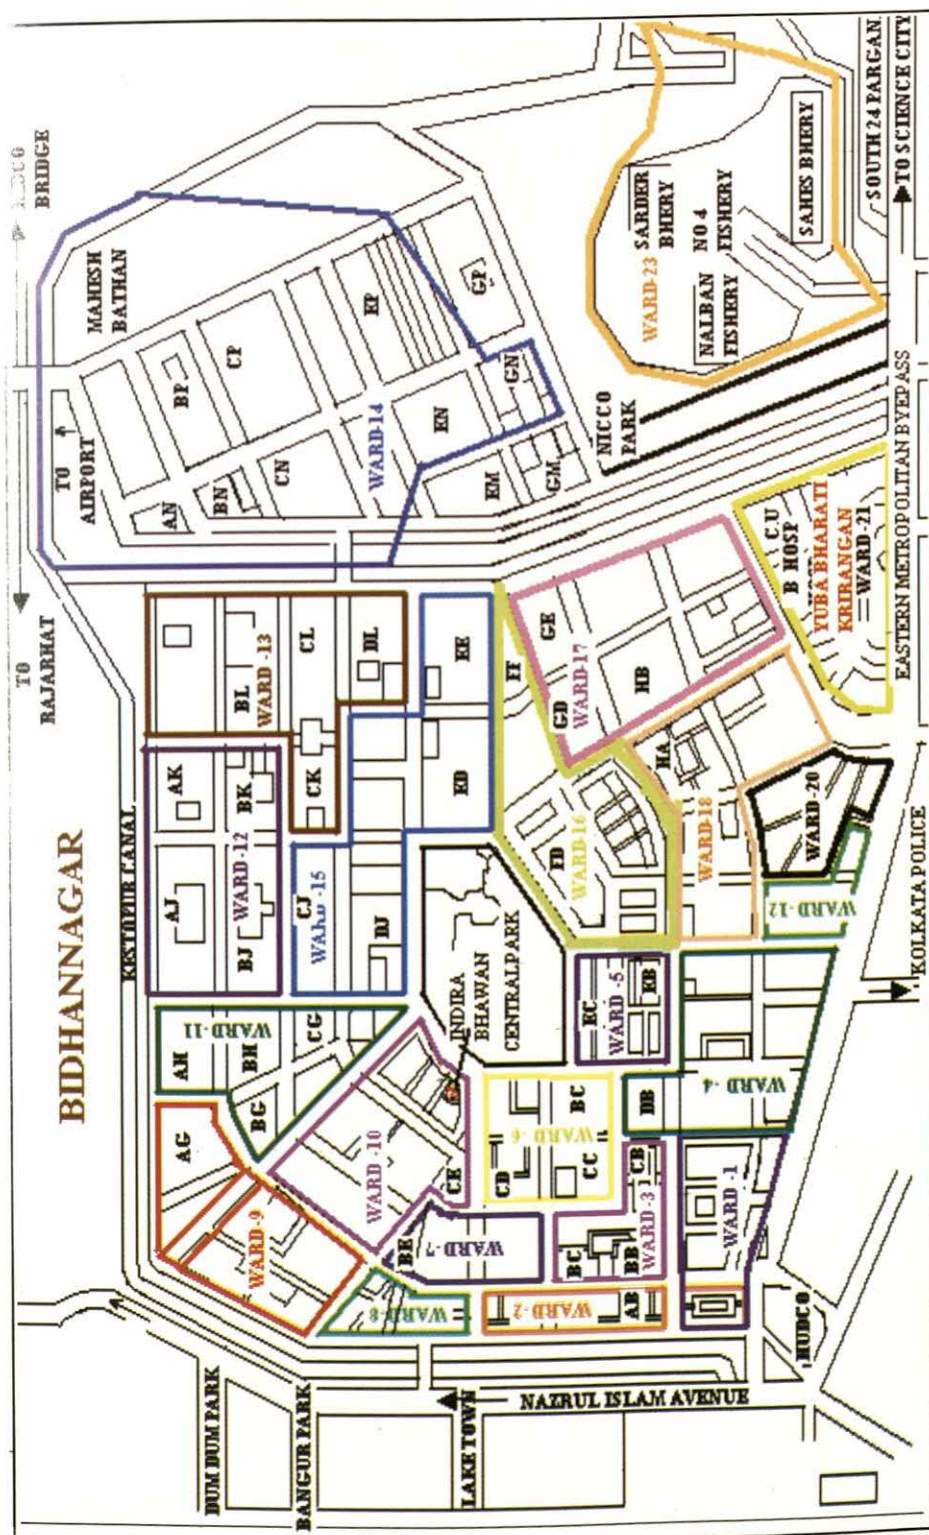 BIDHANNAGAR
TO
RAJARHAT
BRIDGE
KESTOPUR CANAL
TO
AIRPORT
MAHESH
BATHAN
AN
BN
CN
BP
CP
EP
GP
WARD-14
EN
GN
EM
GM
NICCO
PARK
WARD-23
SARDER
BHERY
NO 4
FISHERY
NALBAN
FISHERY
SAHES BHERY
SOUTH 24 PARGAN
TO SCIENCE CITY
EASTERN METROPOLITAN BYEPASS
AG
AH
BG
BH
CG
WARD-11
AJ
AK
BJ
BK
WARD-12
BL
WARD-13
CL
CK
DL
CJ
WARD-15
DJ
ED
EE
WARD-9
WARD -10
CE
INDIRA
BHAWAN
CENTRALPARK
FF
GE
GD
WARD-17
HB
WARD-16
HA
WARD-18
C.U
B HOSP
YUBA BHARATI
KRIRANGAN
WARD-21
WARD-20
WARD -12
WARD-8
BE
WARD -7
CD
BC
WARD -6
CC
EC
WARD -5
EB
WARD-2
AB
BC
BB
CB
WARD-3
DB
WARD -4
WARD -1
KOLKATA POLICE
HUDCO
DUM DUM PARK
BANGUR PARK
LAKE TOWN
NAZRUL ISLAM AVENUE